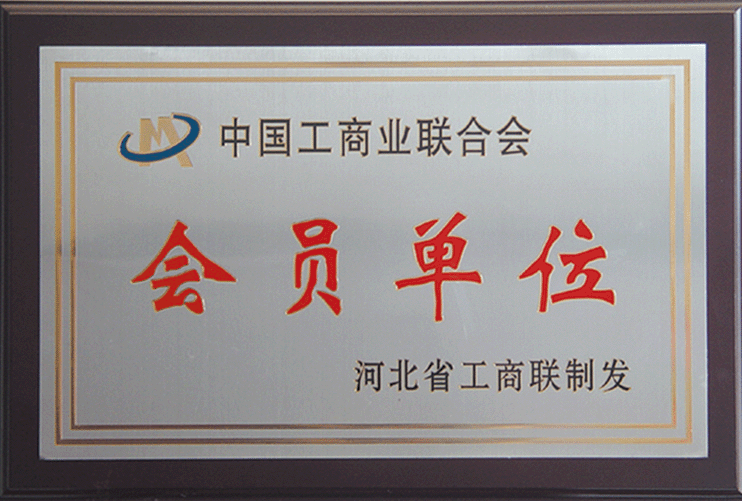 中国工商业联合会
会员单位
河北省工商联制发